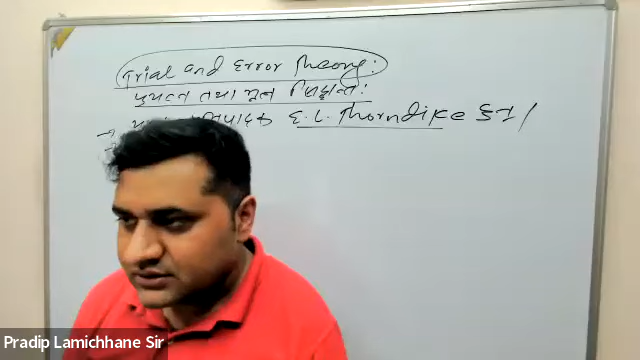 Trial and Error Theory:
प्रयत्न तथा भूल सिद्धान्त:
→ E.L. Thorndike हुन् /
Pradip Lamichhane Sir